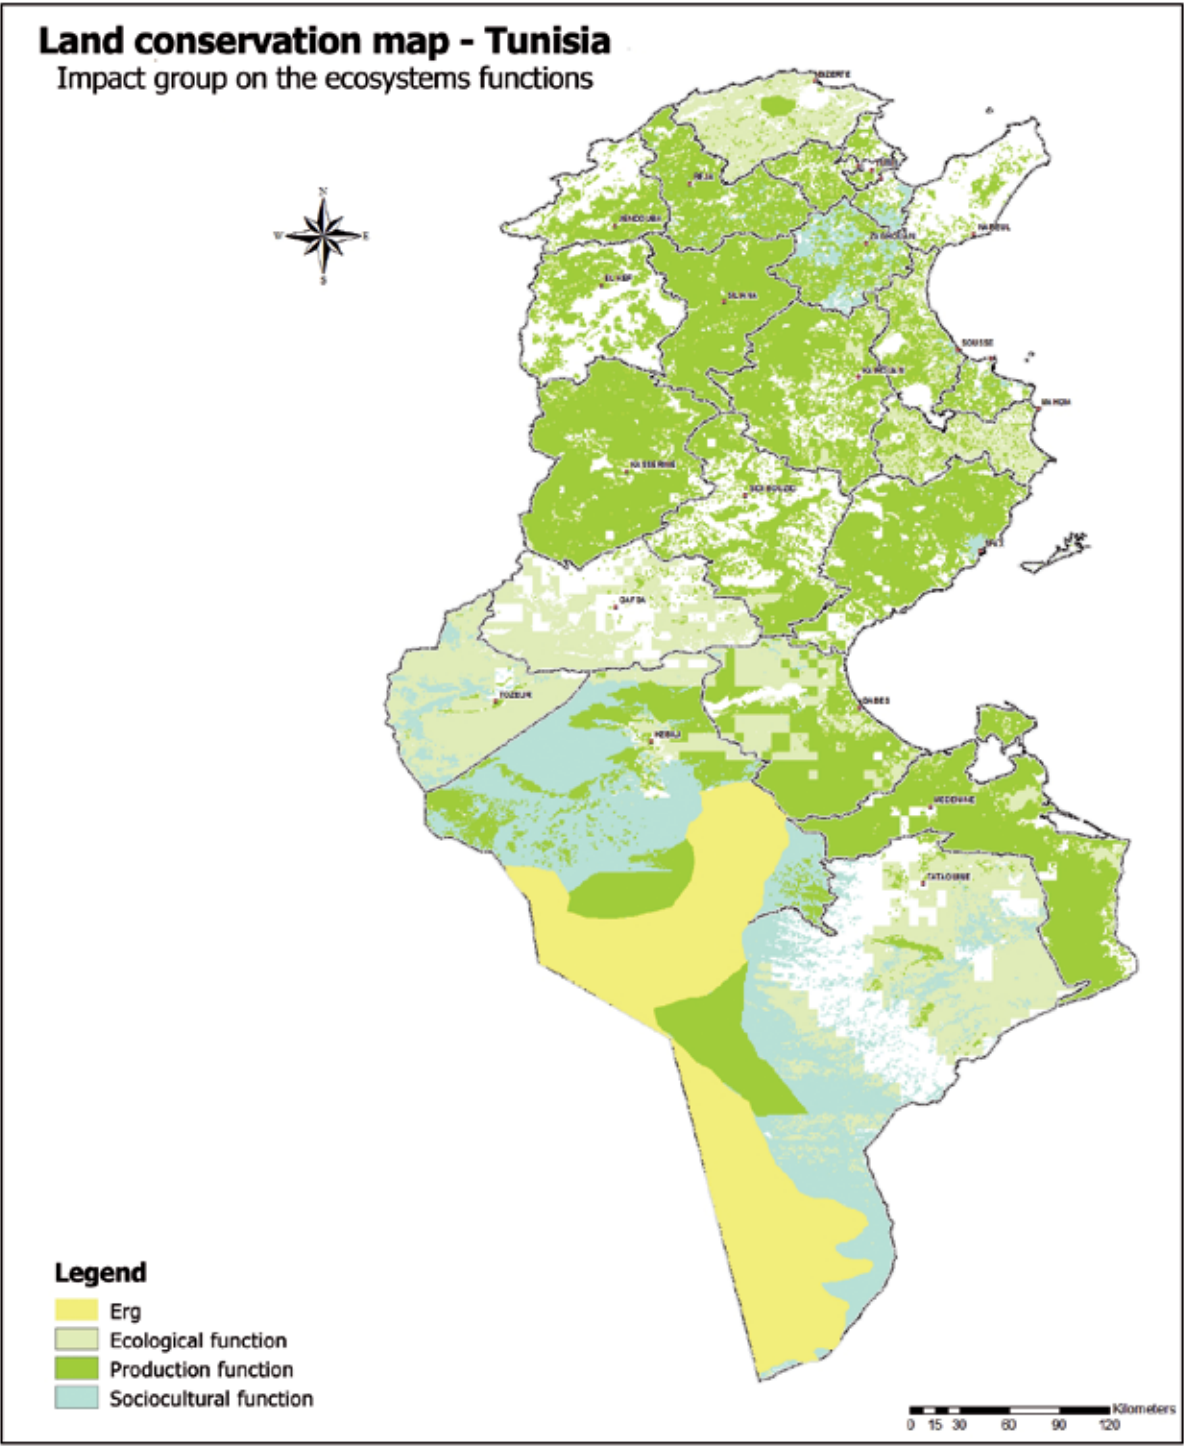 Land conservation map - Tunisia
Impact group on the ecosystems functions
BIZERTE
N
W
E
S
TUNIS
BEJA
JENDOUBA
NABEUL
ZAGHOUAN
EL KEF
SILIANA
SOUSSE
KAIROUAN
MAHDIA
KASSERINE
GAFSA
TOZEUR
GABES
KEBILI
MEDENINE
TATAOUINE
Legend
Erg
Ecological function
Production function
Sociocultural function
Kilometers
0 15 30 60 90 120